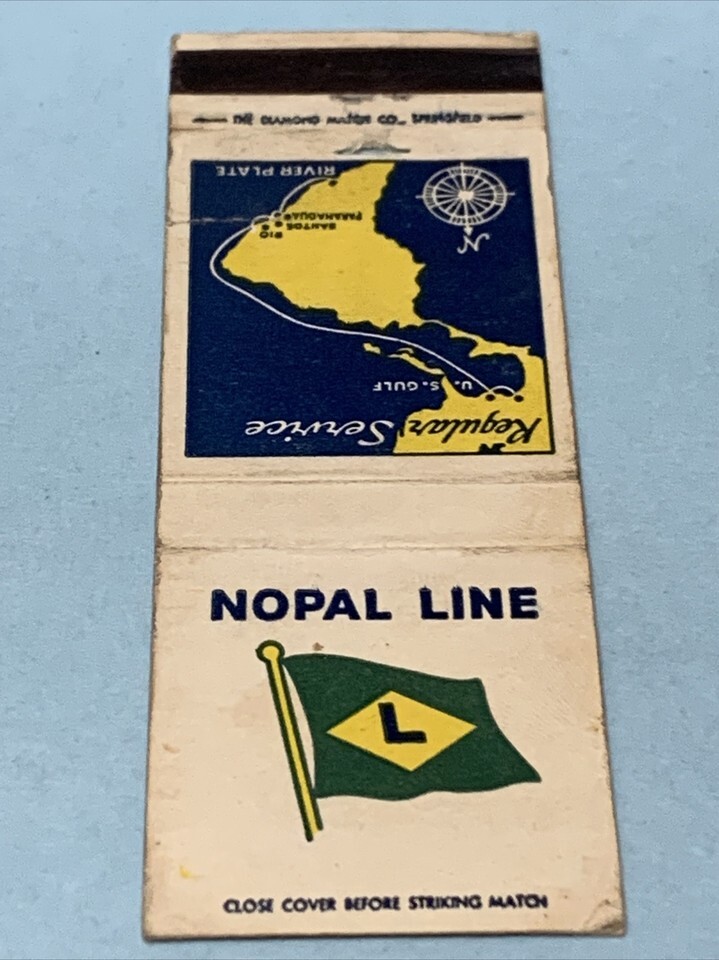 THE DIAMOND MATCH CO., SPRINGFIELD
RIVER PLATE
PARANAGUA
SANTOS
RIO
N
U. S. GULF
Regular Service
NOPAL LINE
L
CLOSE COVER BEFORE STRIKING MATCH